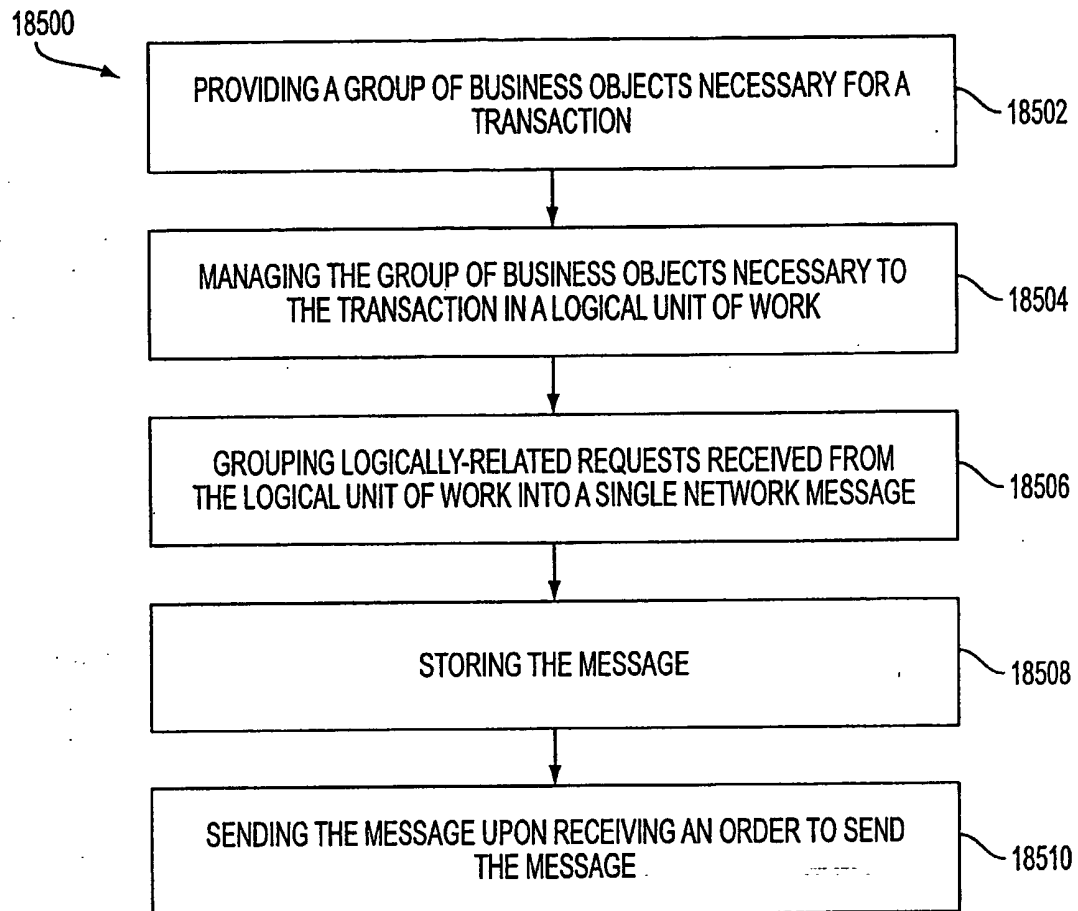 18500
PROVIDING A GROUP OF BUSINESS OBJECTS NECESSARY FOR A
TRANSACTION
18502
MANAGING THE GROUP OF BUSINESS OBJECTS NECESSARY TO
THE TRANSACTION IN A LOGICAL UNIT OF WORK
18504
GROUPING LOGICALLY-RELATED REQUESTS RECEIVED FROM
THE LOGICAL UNIT OF WORK INTO A SINGLE NETWORK MESSAGE
18506
STORING THE MESSAGE
18508
SENDING THE MESSAGE UPON RECEIVING AN ORDER TO SEND
THE MESSAGE
18510